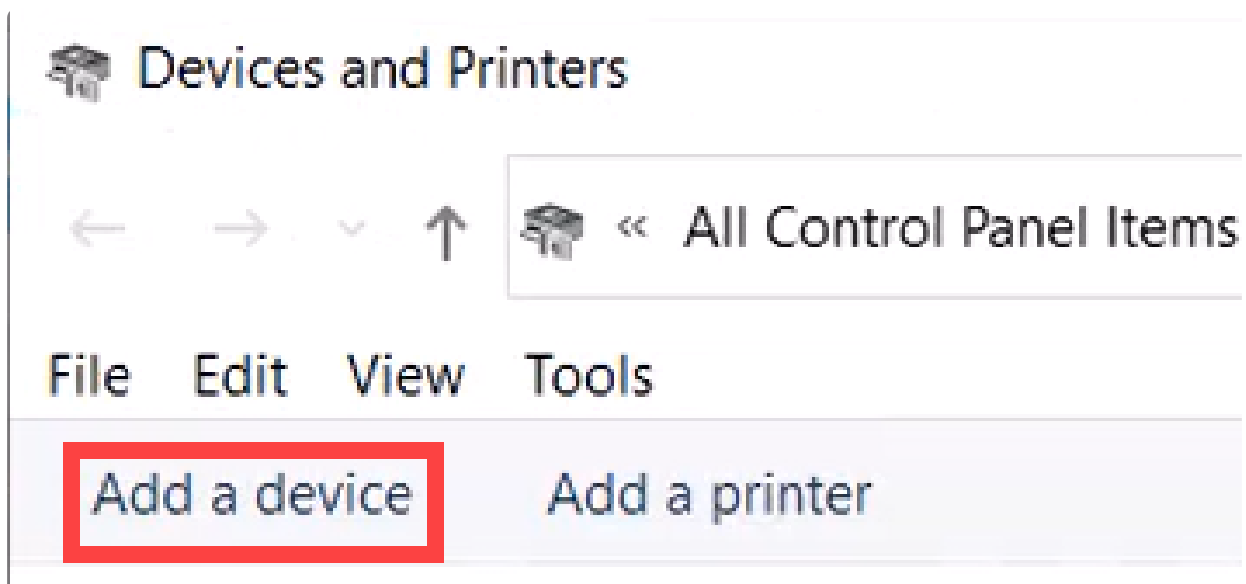 Devices and Printers
« All Control Panel Items
File Edit View Tools
Add a device Add a printer